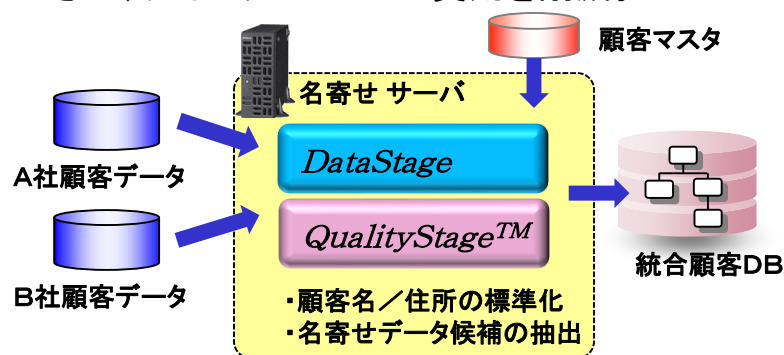 顧客マスタ
名寄せ サーバ
A社顧客データ
DataStage
B社顧客データ
QualityStage™
統合顧客DB
・顧客名／住所の標準化
・名寄せデータ候補の抽出